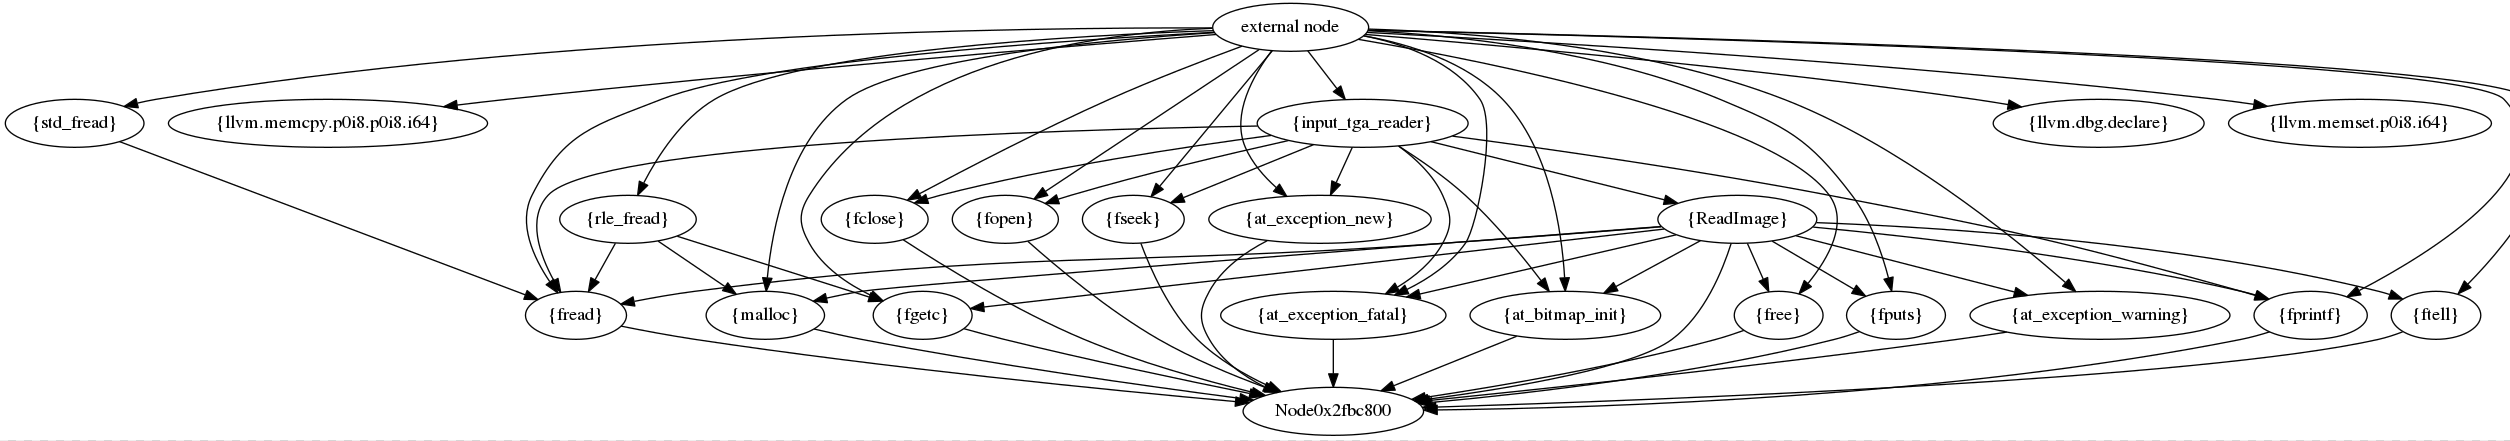 external node
{std_fread}
{llvm.memcpy.p0i8.p0i8.i64}
{input_tga_reader}
{llvm.dbg.declare}
{llvm.memset.p0i8.i64}
{rle_fread}
{fclose}
{fopen}
{fseek}
{at_exception_new}
{ReadImage}
{fread}
{malloc}
{fgetc}
{at_exception_fatal}
{at_bitmap_init}
{free}
{fputs}
{at_exception_warning}
{fprintf}
{ftell}
Node0x2fbc800